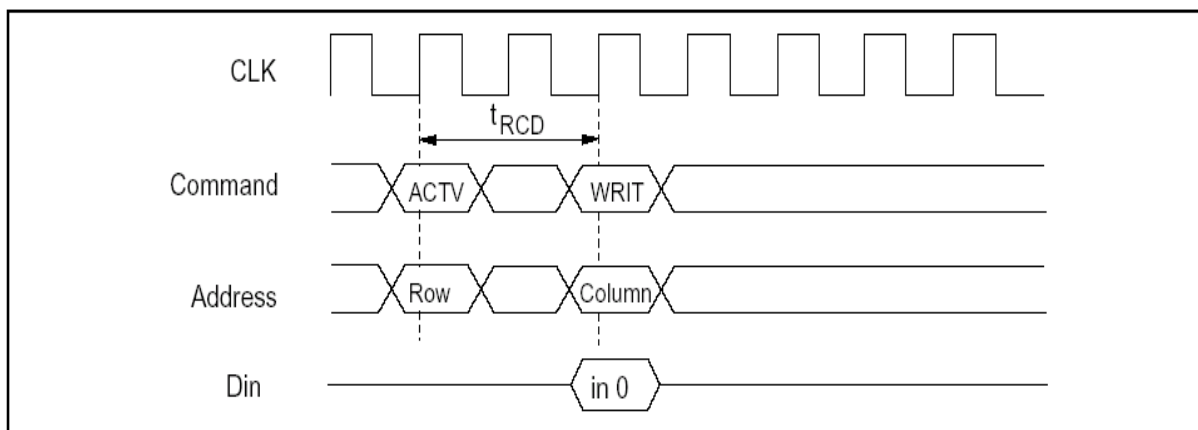 CLK
tRCD
Command
ACTV
WRIT
Address
Row
Column
Din
in 0